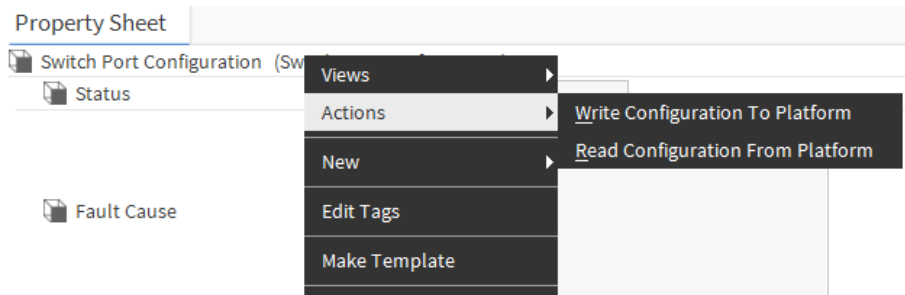 Property Sheet
Switch Port Configuration (Sw
Views
Status
Actions
Write Configuration To Platform
Read Configuration From Platform
New
Fault Cause
Edit Tags
Make Template